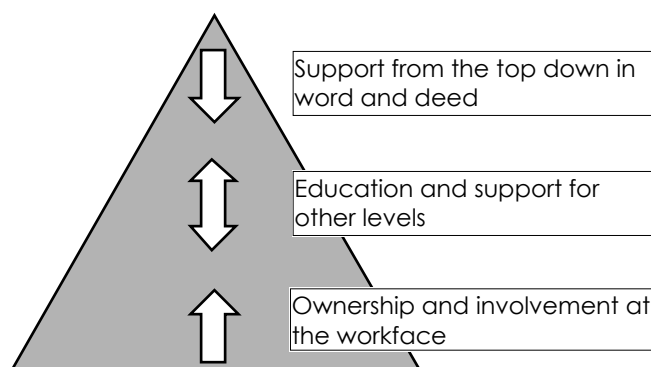 Support from the top down in
word and deed
Education and support for
other levels
Ownership and involvement at
the workface